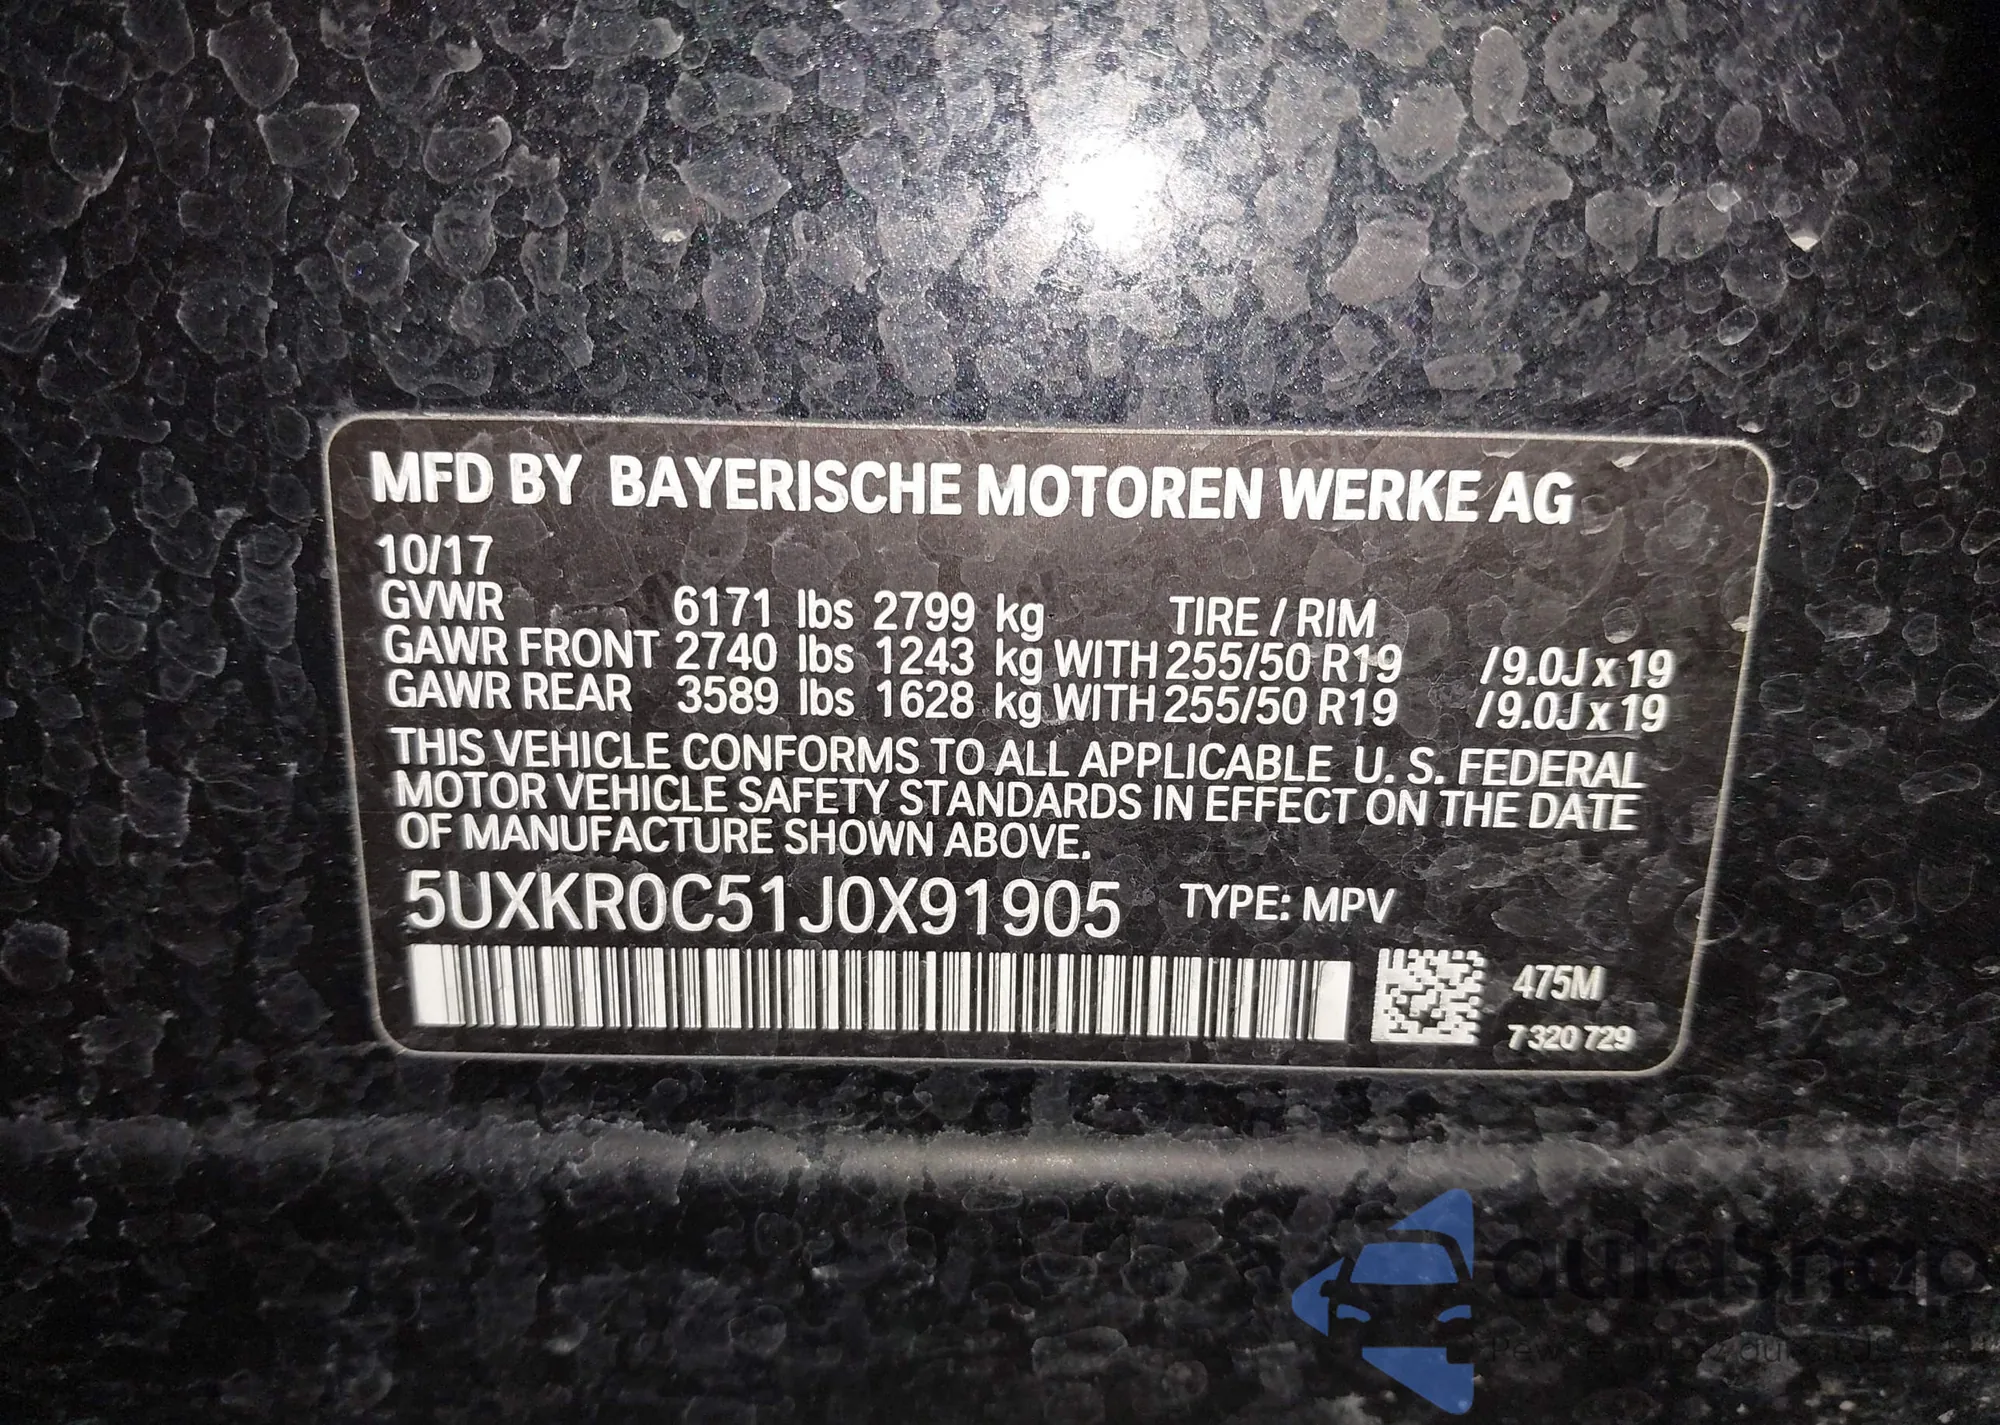 MFD BY BAYERISCHE MOTOREN WERKE AG
10/17
GVWR 6171 lbs 2799 kg TIRE / RIM
GAWR FRONT 2740 lbs 1243 kg WITH 255/50 R19 /9.0J x 19
GAWR REAR 3589 lbs 1628 kg WITH 255/50 R19 /9.0J x 19
THIS VEHICLE CONFORMS TO ALL APPLICABLE U. S. FEDERAL
MOTOR VEHICLE SAFETY STANDARDS IN EFFECT ON THE DATE
OF MANUFACTURE SHOWN ABOVE.
5UXKR0C51J0X91905 TYPE: MPV
475M
7 320 729